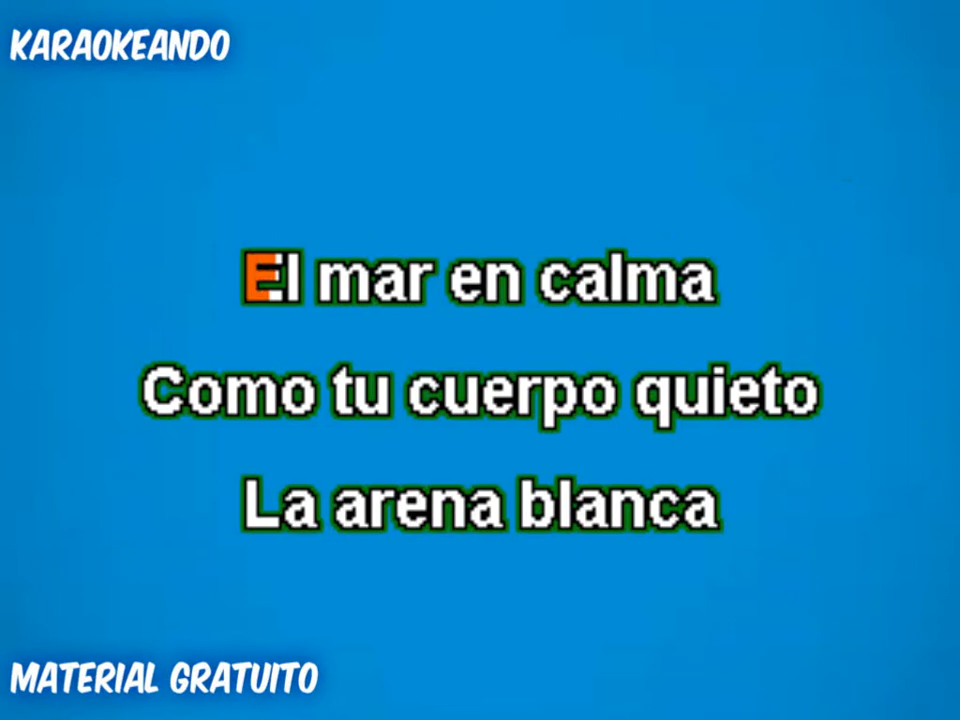 KARAOKEANDO
El mar en calma
Como tu cuerpo quieto
La arena blanca
MATERIAL GRATUITO